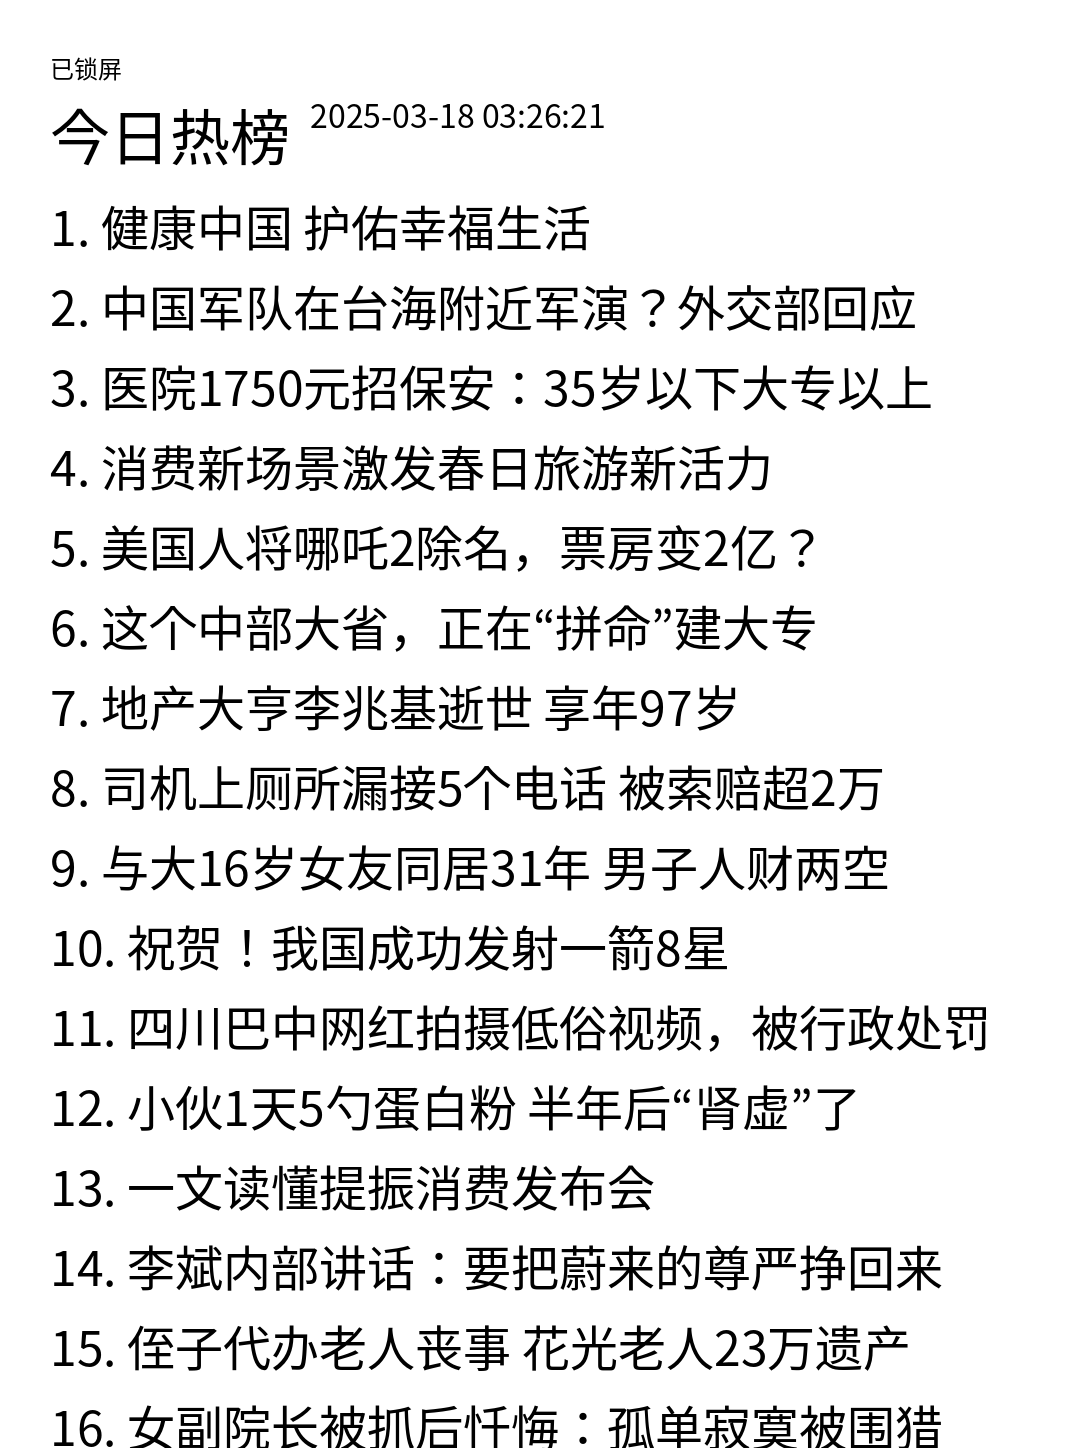 已锁屏
今日热榜 2025-03-18 03:26:21
1. 健康中国 护佑幸福生活
2. 中国军队在台海附近军演？外交部回应
3. 医院1750元招保安：35岁以下大专以上
4. 消费新场景激发春日旅游新活力
5. 美国人将哪吒2除名，票房变2亿？
6. 这个中部大省，正在“拼命”建大专
7. 地产大亨李兆基逝世 享年97岁
8. 司机上厕所漏接5个电话 被索赔超2万
9. 与大16岁女友同居31年 男子人财两空
10. 祝贺！我国成功发射一箭8星
11. 四川巴中网红拍摄低俗视频，被行政处罚
12. 小伙1天5勺蛋白粉 半年后“肾虚”了
13. 一文读懂提振消费发布会
14. 李斌内部讲话：要把蔚来的尊严挣回来
15. 侄子代办老人丧事 花光老人23万遗产
16. 女副院长被抓后忏悔：孤单寂寞被围猎